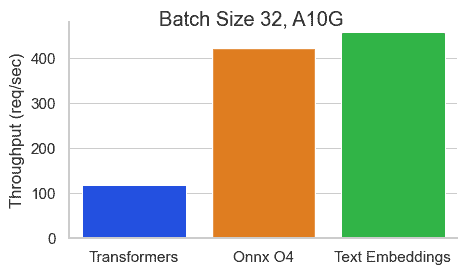 Batch Size 32, A10G
Throughput (req/sec)
400
300
200
100
0
Transformers
Onnx O4
Text Embeddings